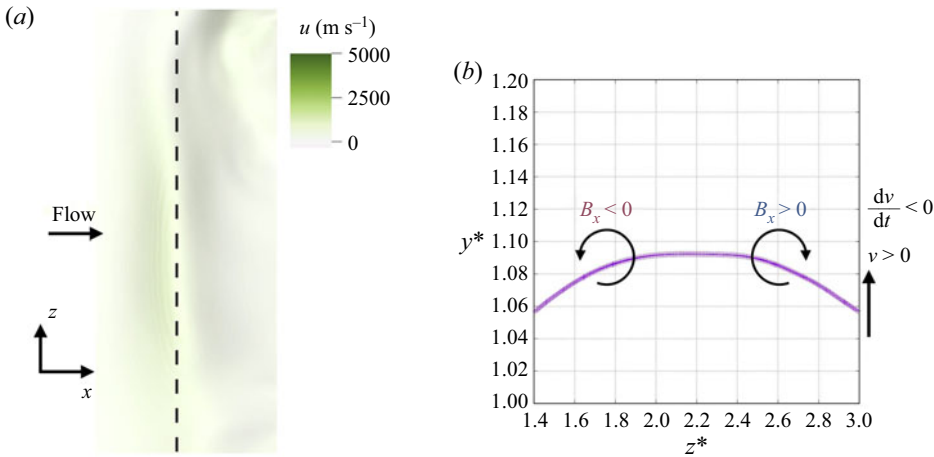 (a)
u (m s⁻¹)
5000
2500
0
Flow
z
x
(b)
1.20
1.18
1.16
1.14
1.12
1.10
1.08
1.06
1.04
1.02
1.00
y*
Bₓ < 0
Bₓ > 0
dv
dt
< 0
v > 0
1.4 1.6 1.8 2.0 2.2 2.4 2.6 2.8 3.0
z*